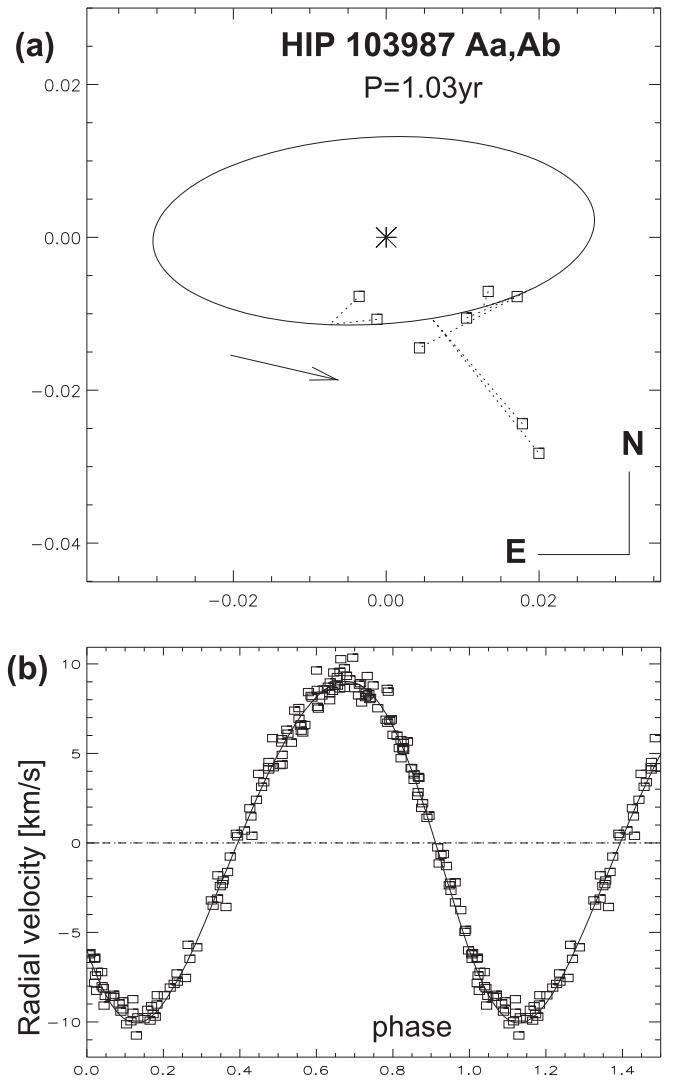 (a)
HIP 103987 Aa,Ab
P=1.03yr
0.02
0.00
−0.02
−0.04
N
E
−0.02 0.00 0.02
(b)
10
5
0
−5
−10
Radial velocity [km/s]
phase
0.0 0.2 0.4 0.6 0.8 1.0 1.2 1.4